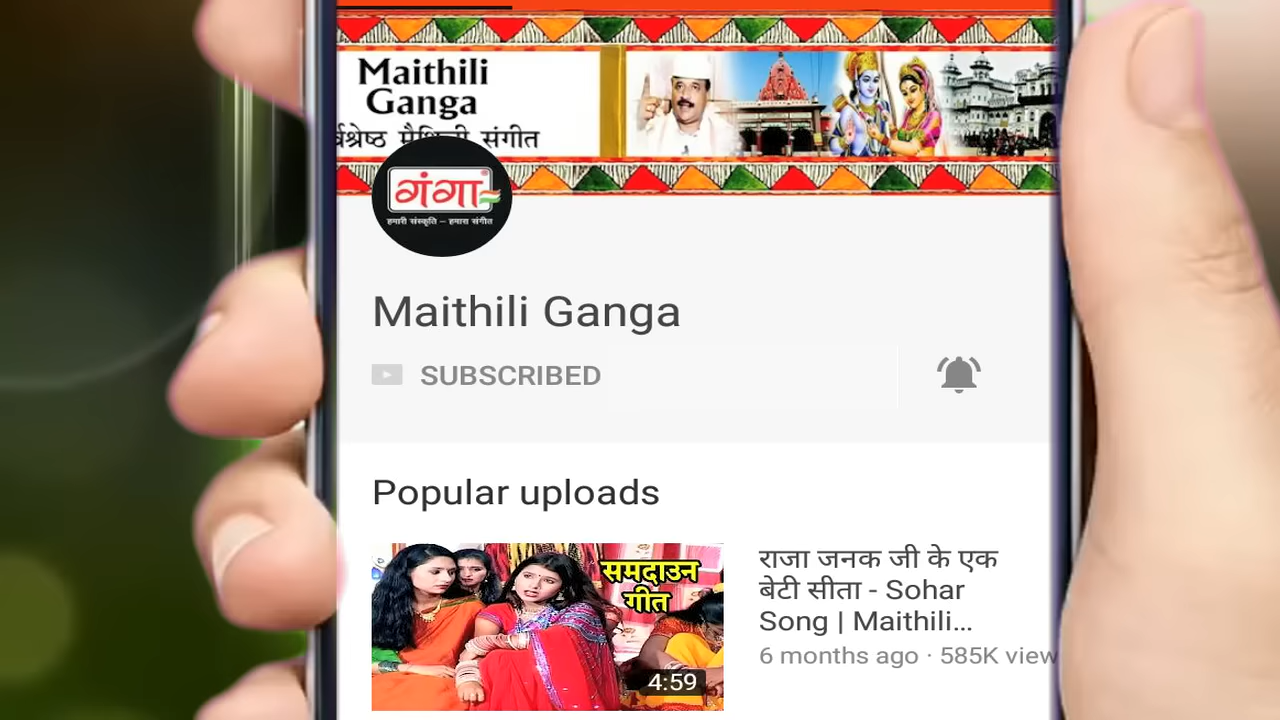 Maithili
Ganga
र्वश्रेष्ठ मैथिली संगीत
गंगा
हमारी संस्कृति – हमारा संगीत
Maithili Ganga
SUBSCRIBED
Popular uploads
समदाउन
गीत
4:59
राजा जनक जी के एक
बेटी सीता - Sohar
Song | Maithili...
6 months ago · 585K view